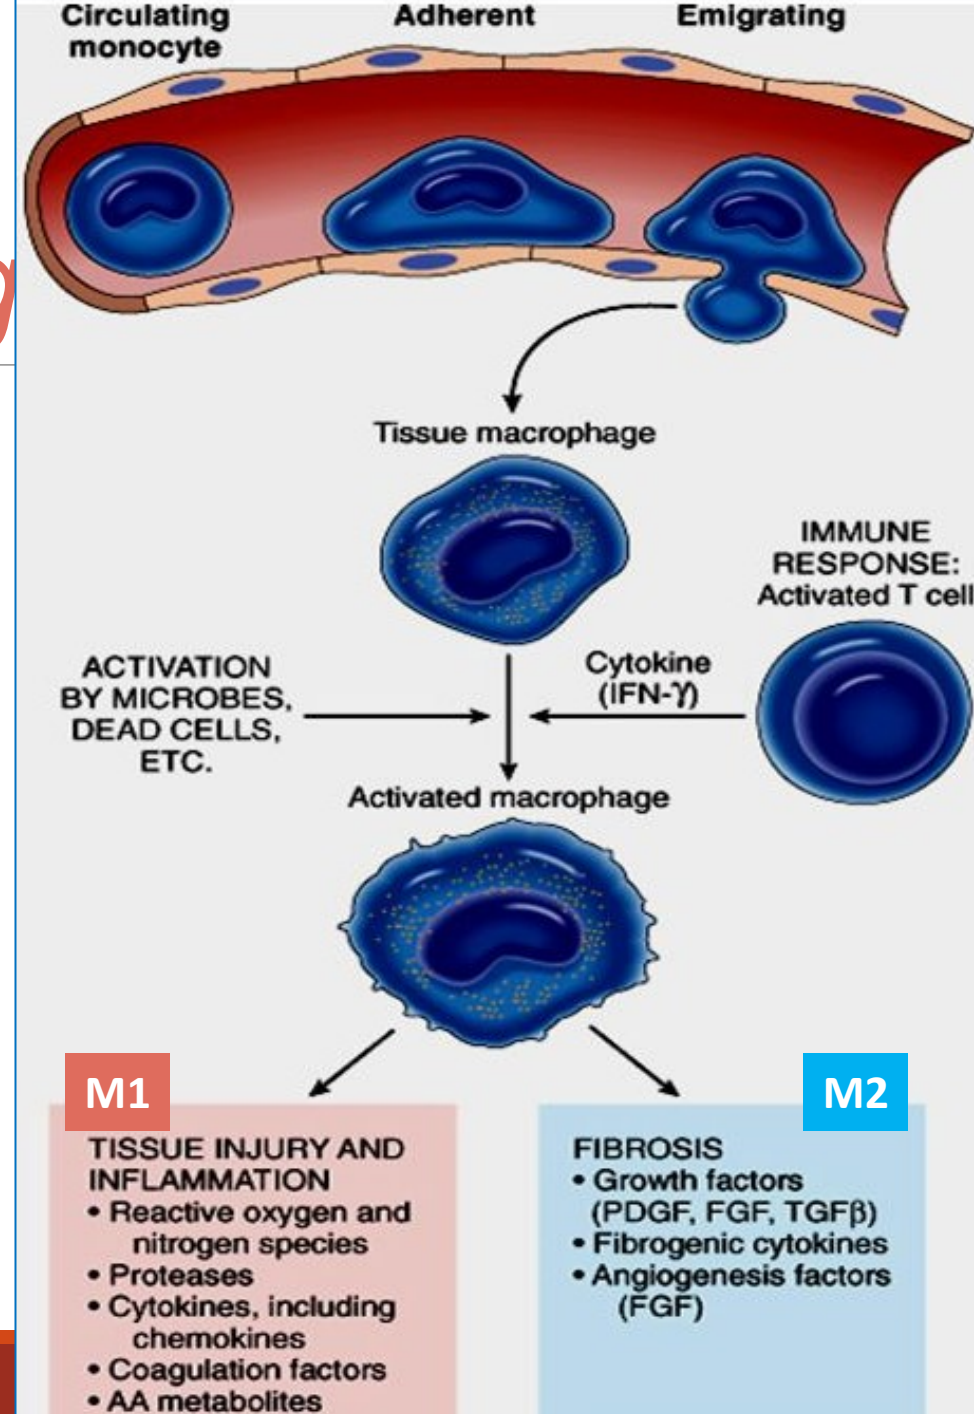 Circulating
monocyte
Adherent
Emigrating
Tissue macrophage
IMMUNE
RESPONSE:
Activated T cell
ACTIVATION
BY MICROBES,
DEAD CELLS,
ETC.
Cytokine
(IFN-γ)
Activated macrophage
M1
TISSUE INJURY AND
INFLAMMATION
• Reactive oxygen and
nitrogen species
• Proteases
• Cytokines, including
chemokines
• Coagulation factors
• AA metabolites
M2
FIBROSIS
• Growth factors
(PDGF, FGF, TGFβ)
• Fibrogenic cytokines
• Angiogenesis factors
(FGF)